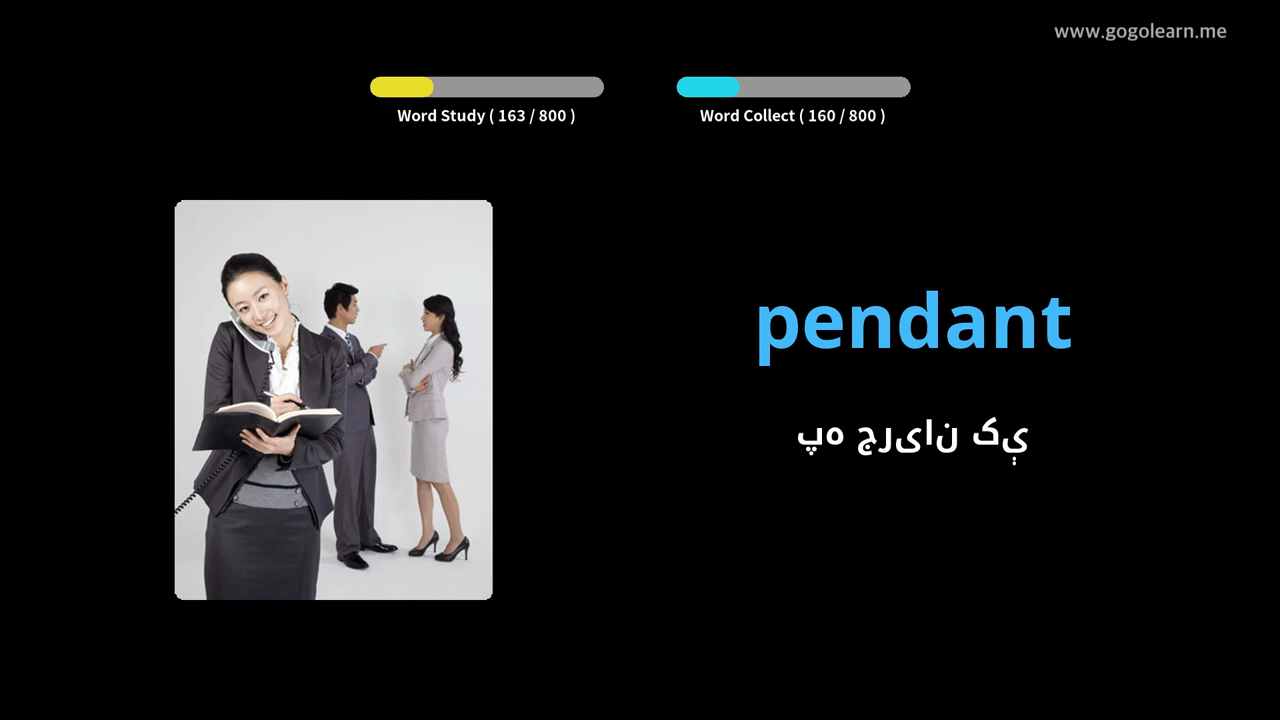 www.gogolearn.me
Word Study ( 163 / 800 )
Word Collect ( 160 / 800 )
pendant
په جریان کې